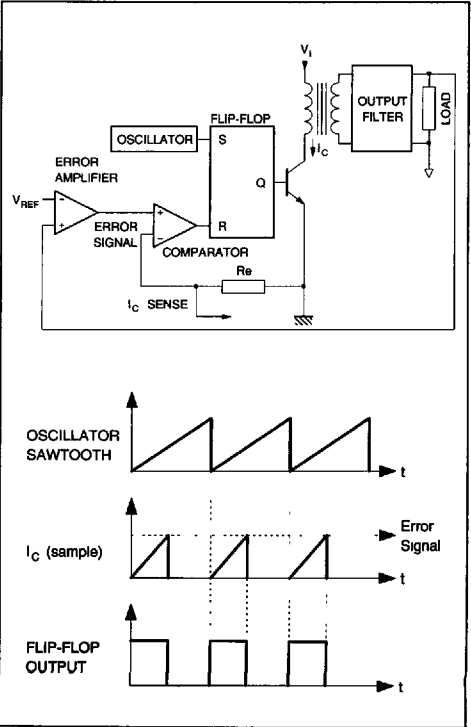 Vi
FLIP-FLOP
OUTPUT
FILTER
LOAD
OSCILLATOR
S
IC
ERROR
AMPLIFIER
Q
VREF
-
+
+
-
ERROR
SIGNAL
R
COMPARATOR
Re
IC SENSE
OSCILLATOR
SAWTOOTH
t
Error
Signal
IC (sample)
t
FLIP-FLOP
OUTPUT
t